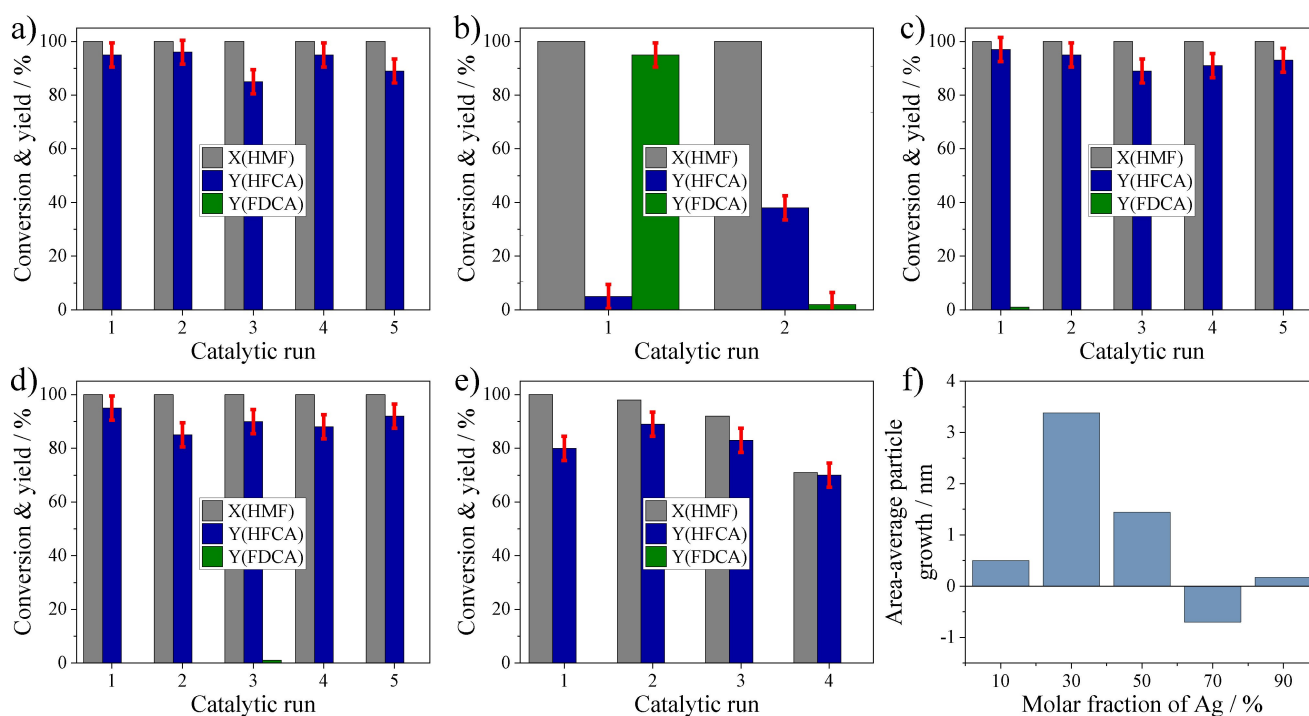 a)
Conversion & yield / %
100
80
60
40
20
0
X(HMF)
Y(HFCA)
Y(FDCA)
1 2 3 4 5
Catalytic run
b)
Conversion & yield / %
100
80
60
40
20
0
X(HMF)
Y(HFCA)
Y(FDCA)
1 2
Catalytic run
c)
Conversion & yield / %
100
80
60
40
20
0
X(HMF)
Y(HFCA)
Y(FDCA)
1 2 3 4 5
Catalytic run
d)
Conversion & yield / %
100
80
60
40
20
0
X(HMF)
Y(HFCA)
Y(FDCA)
1 2 3 4 5
Catalytic run
e)
Conversion & yield / %
100
80
60
40
20
0
X(HMF)
Y(HFCA)
Y(FDCA)
1 2 3 4
Catalytic run
f)
Area-average particle
growth / nm
4
3
2
1
0
-1
10 30 50 70 90
Molar fraction of Ag / %